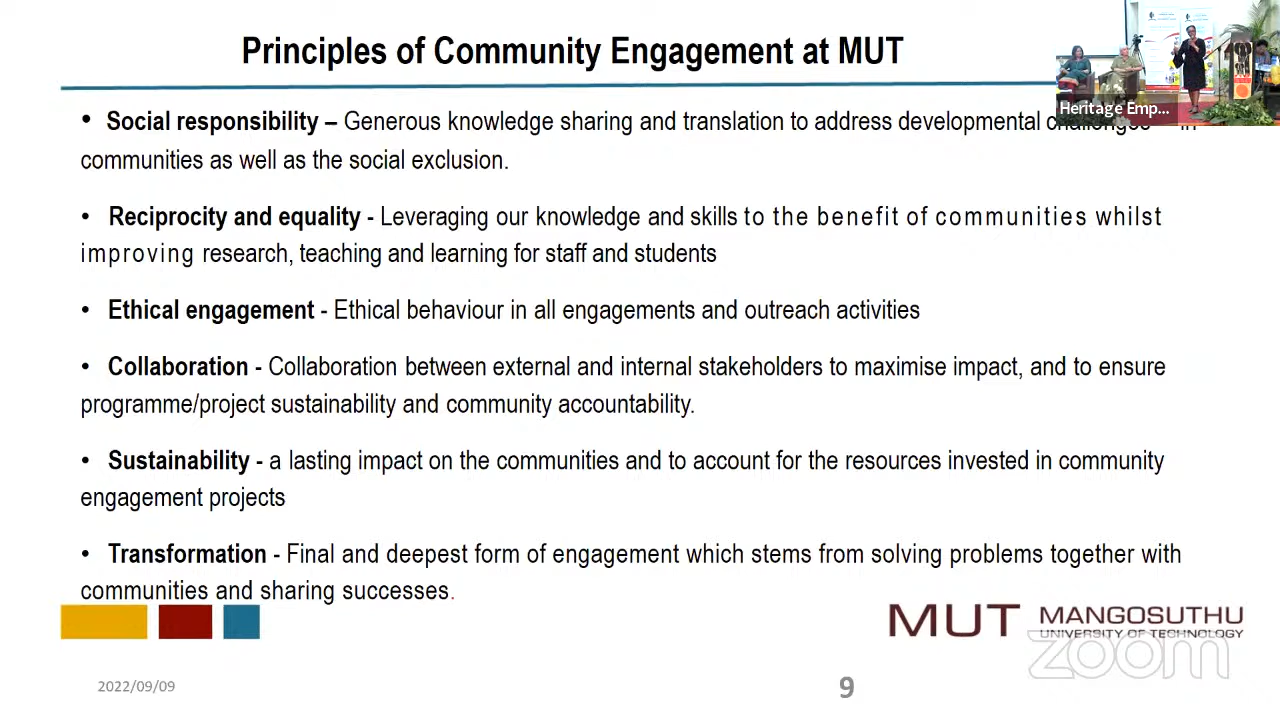 Principles of Community Engagement at MUT
Heritage Emp...
• Social responsibility – Generous knowledge sharing and translation to address developmental challenges in
communities as well as the social exclusion.
• Reciprocity and equality - Leveraging our knowledge and skills to the benefit of communities whilst
improving research, teaching and learning for staff and students
• Ethical engagement - Ethical behaviour in all engagements and outreach activities
• Collaboration - Collaboration between external and internal stakeholders to maximise impact, and to ensure
programme/project sustainability and community accountability.
• Sustainability - a lasting impact on the communities and to account for the resources invested in community
engagement projects
• Transformation - Final and deepest form of engagement which stems from solving problems together with
communities and sharing successes.
MUT MANGOSUTHU
UNIVERSITY OF TECHNOLOGY
zoom
2022/09/09
9